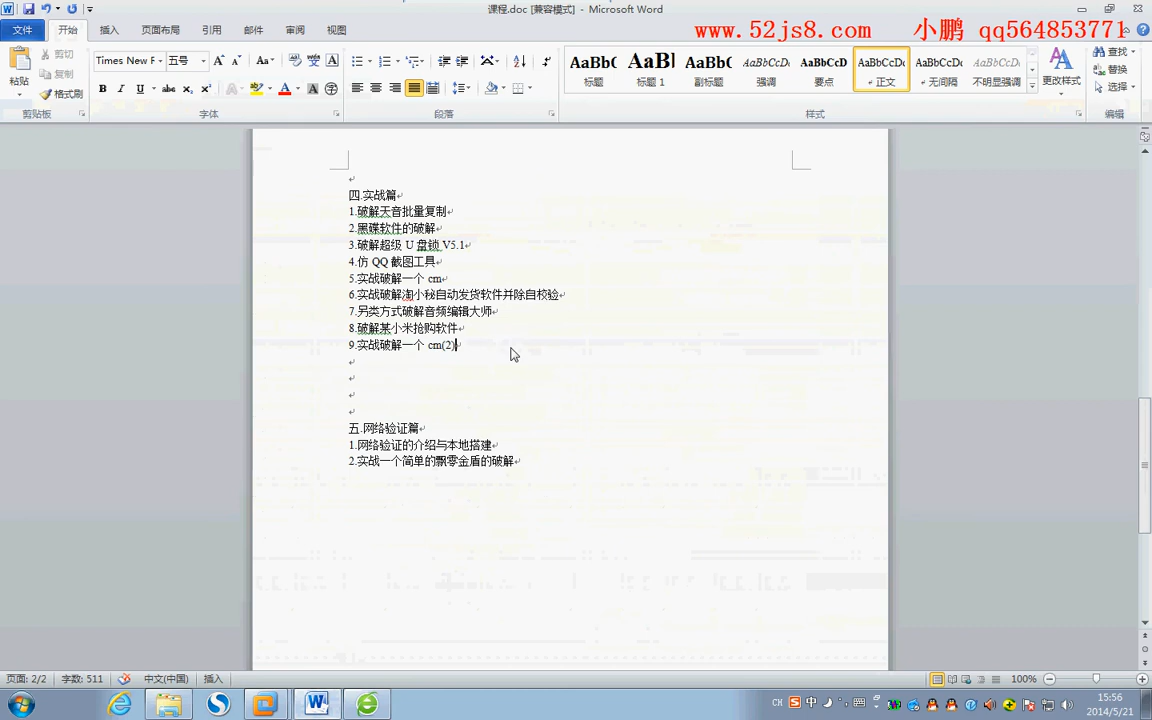 课程.doc [兼容模式] - Microsoft Word
www.52js8.com 小鹏 qq564853771
文件 开始 插入 页面布局 引用 邮件 审阅 视图
粘贴 剪切 复制 格式刷
Times New F 五号
AaBbC AaBl AaBbC AaBbCcD AaBbCcD AaBbCcDc AaBbCcDc AaBbCcDc
标题 标题 1 副标题 强调 要点 正文 无间隔 不明显强调
更改样式
查找 替换 选择
剪贴板 字体 段落 样式 编辑
四.实战篇
1.破解天音批量复制
2.黑碟软件的破解
3.破解超级 U 盘锁 V5.1
4.仿 QQ 截图工具
5.实战破解一个 cm
6.实战破解淘小秘自动发货软件并除自校验
7.另类方式破解音频编辑大师
8.破解某小米抢购软件
9.实战破解一个 cm(2)
五.网络验证篇
1.网络验证的介绍与本地搭建
2.实战一个简单的飘零金盾的破解
页面: 2/2 字数: 511 中文(中国) 插入 100%
CH 中 15:56
2014/5/21